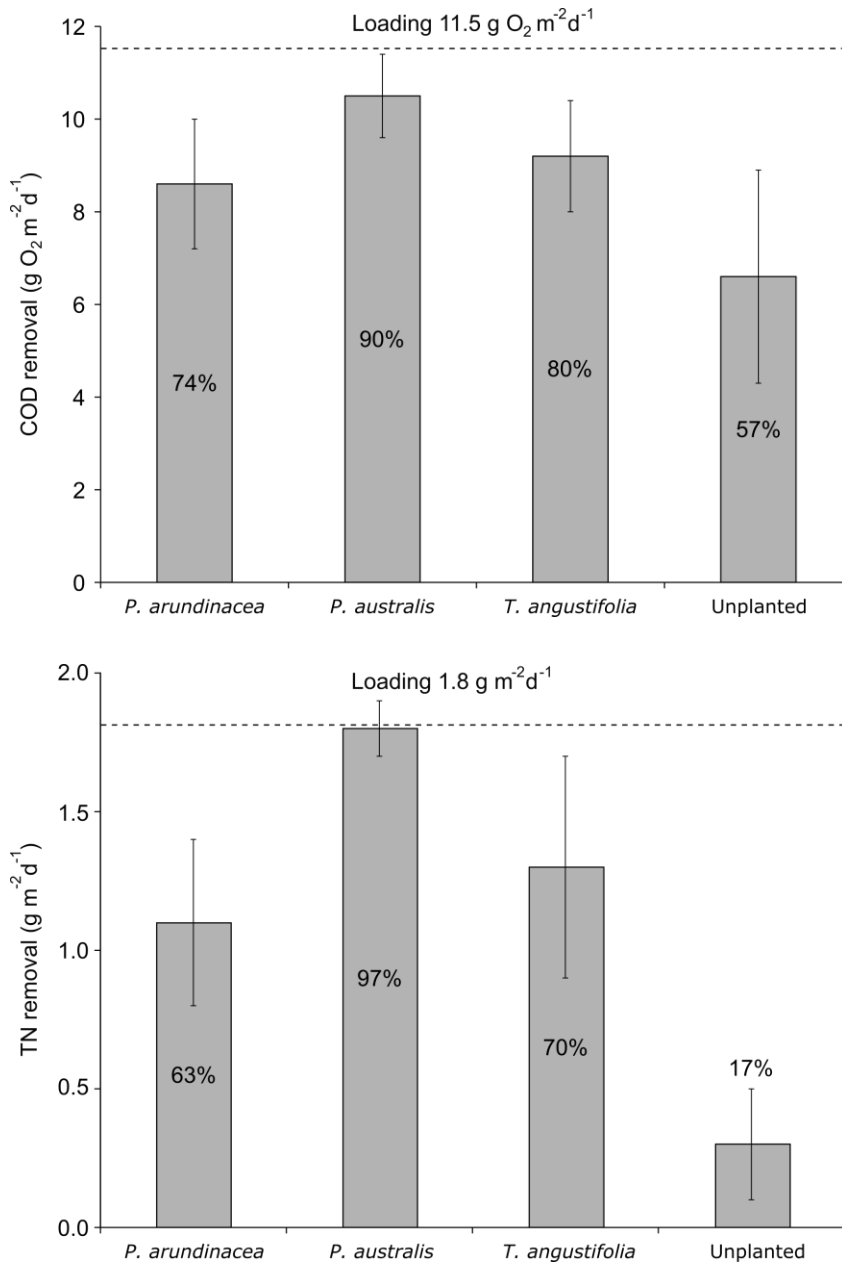 Loading 11.5 g O₂ m⁻²d⁻¹
COD removal (g O₂ m⁻²d⁻¹)
12
10
8
6
4
2
0
74%
90%
80%
57%
P. arundinacea
P. australis
T. angustifolia
Unplanted
Loading 1.8 g m⁻²d⁻¹
TN removal (g m⁻²d⁻¹)
2.0
1.5
1.0
0.5
0.0
63%
97%
70%
17%
P. arundinacea
P. australis
T. angustifolia
Unplanted